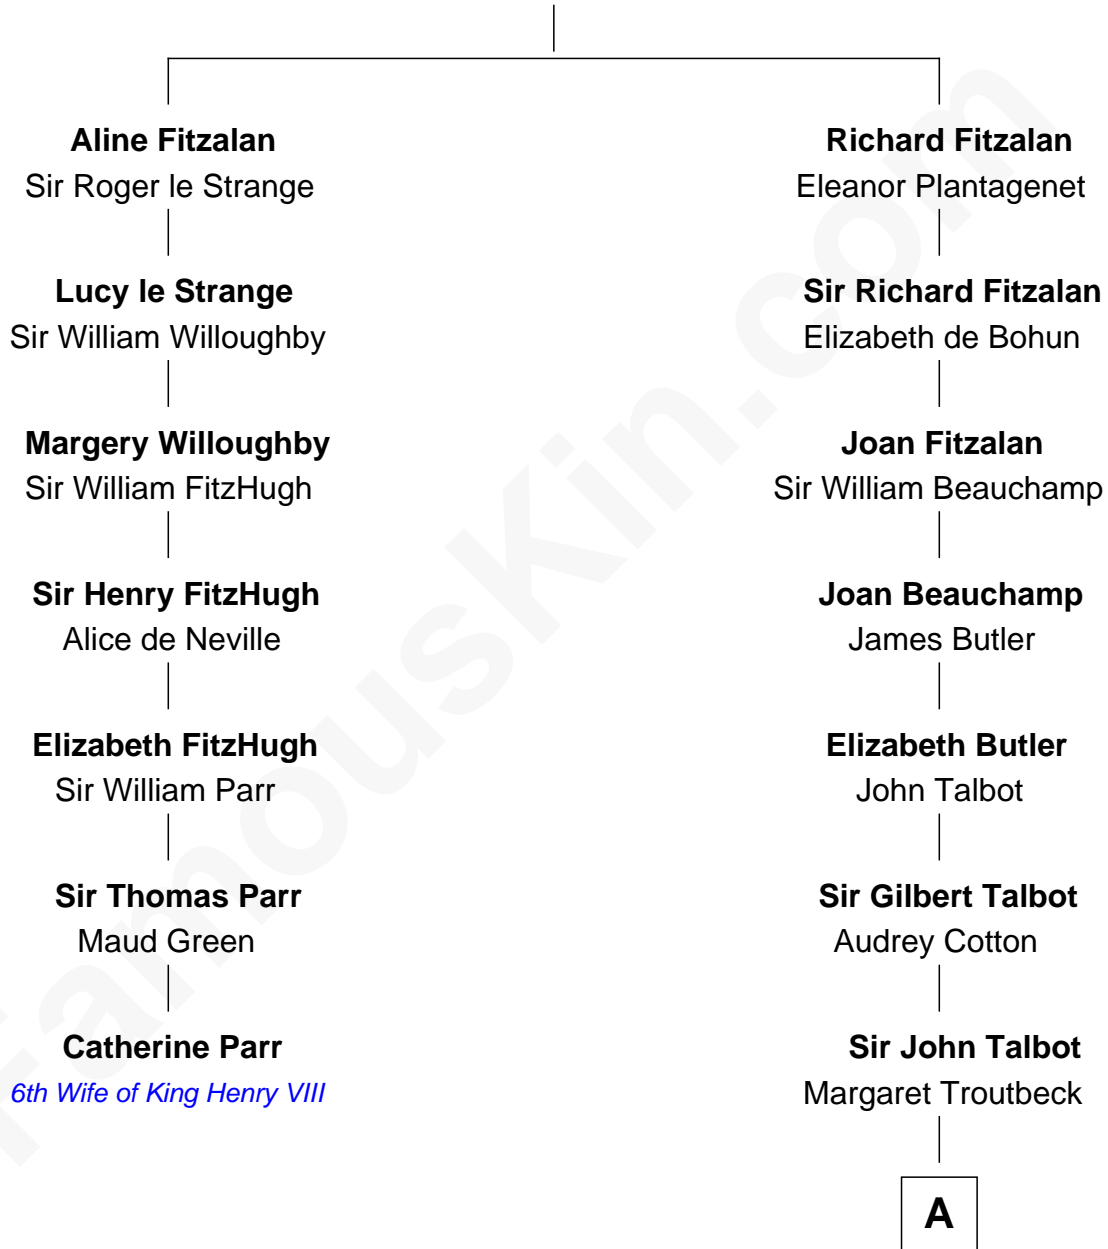 Aline Fitzalan
Sir Roger le Strange
Lucy le Strange
Sir William Willoughby
Margery Willoughby
Sir William FitzHugh
Sir Henry FitzHugh
Alice de Neville
Elizabeth FitzHugh
Sir William Parr
Sir Thomas Parr
Maud Green
Catherine Parr
6th Wife of King Henry VIII
Richard Fitzalan
Eleanor Plantagenet
Sir Richard Fitzalan
Elizabeth de Bohun
Joan Fitzalan
Sir William Beauchamp
Joan Beauchamp
James Butler
Elizabeth Butler
John Talbot
Sir Gilbert Talbot
Audrey Cotton
Sir John Talbot
Margaret Troutbeck
A
FamousKin.com